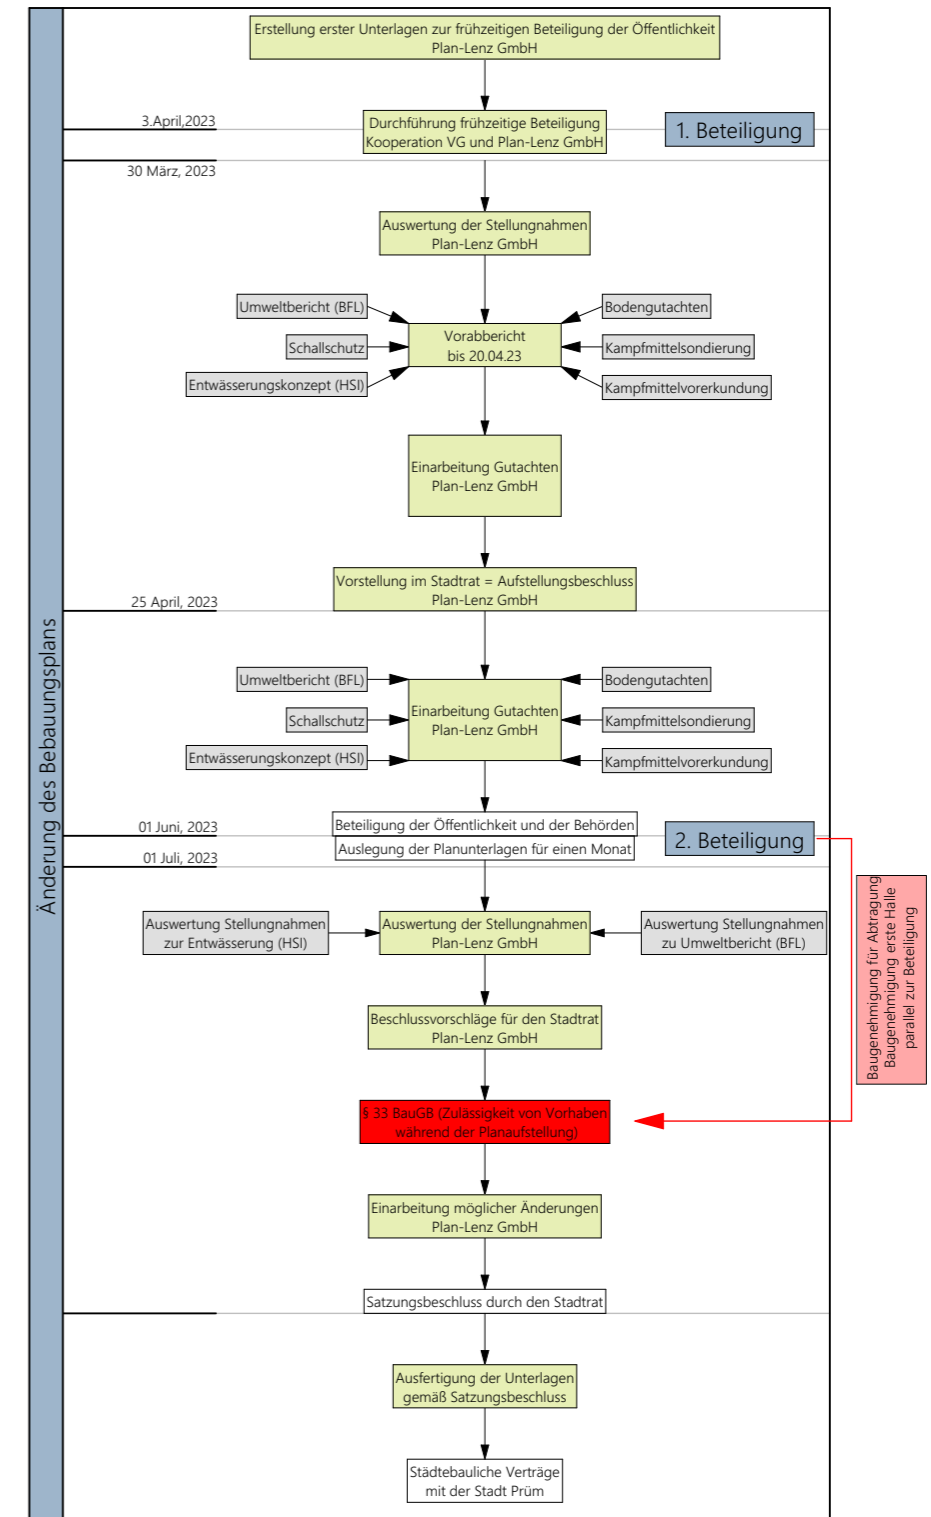 Änderung des Bebauungsplans
Erstellung erster Unterlagen zur frühzeitigen Beteiligung der Öffentlichkeit
Plan-Lenz GmbH
3.April,2023
Durchführung frühzeitige Beteiligung
Kooperation VG und Plan-Lenz GmbH
1. Beteiligung
30 März, 2023
Auswertung der Stellungnahmen
Plan-Lenz GmbH
Umweltbericht (BFL)
Schallschutz
Entwässerungskonzept (HSI)
Vorabbericht
bis 20.04.23
Bodengutachten
Kampfmittelsondierung
Kampfmittelvorerkundung
Einarbeitung Gutachten
Plan-Lenz GmbH
Vorstellung im Stadtrat = Aufstellungsbeschluss
Plan-Lenz GmbH
25 April, 2023
Umweltbericht (BFL)
Schallschutz
Entwässerungskonzept (HSI)
Einarbeitung Gutachten
Plan-Lenz GmbH
Bodengutachten
Kampfmittelsondierung
Kampfmittelvorerkundung
01 Juni, 2023
Beteiligung der Öffentlichkeit und der Behörden
2. Beteiligung
Auslegung der Planunterlagen für einen Monat
01 Juli, 2023
Baugenehmigung für Abtragung
Baugenehmigung erste Halle
parallel zur Beteiligung
Auswertung Stellungnahmen
zur Entwässerung (HSI)
Auswertung der Stellungnahmen
Plan-Lenz GmbH
Auswertung Stellungnahmen
zu Umweltbericht (BFL)
Beschlussvorschläge für den Stadtrat
Plan-Lenz GmbH
§ 33 BauGB (Zulässigkeit von Vorhaben
während der Planaufstellung)
Einarbeitung möglicher Änderungen
Plan-Lenz GmbH
Satzungsbeschluss durch den Stadtrat
Ausfertigung der Unterlagen
gemäß Satzungsbeschluss
Städtebauliche Verträge
mit der Stadt Prüm